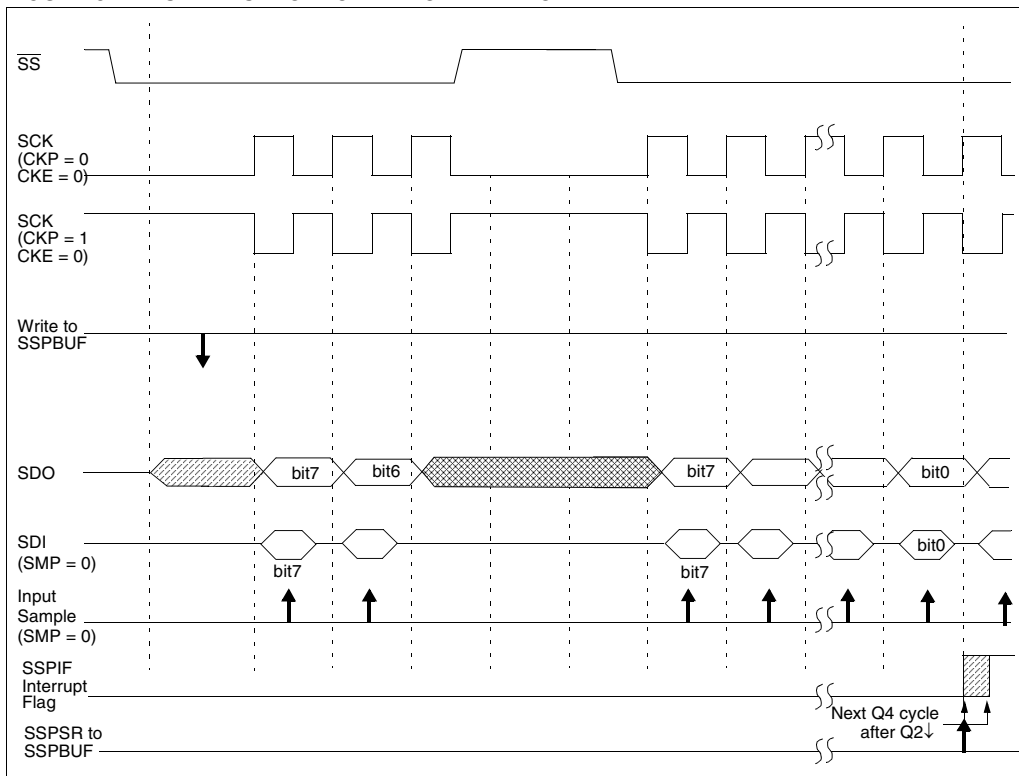 SS
SCK
(CKP = 0
CKE = 0)
SCK
(CKP = 1
CKE = 0)
Write to
SSPBUF
SDO
bit7
bit6
bit7
bit0
SDI
(SMP = 0)
bit7
bit7
bit0
Input
Sample
(SMP = 0)
SSPIF
Interrupt
Flag
Next Q4 cycle
after Q2↓
SSPSR to
SSPBUF